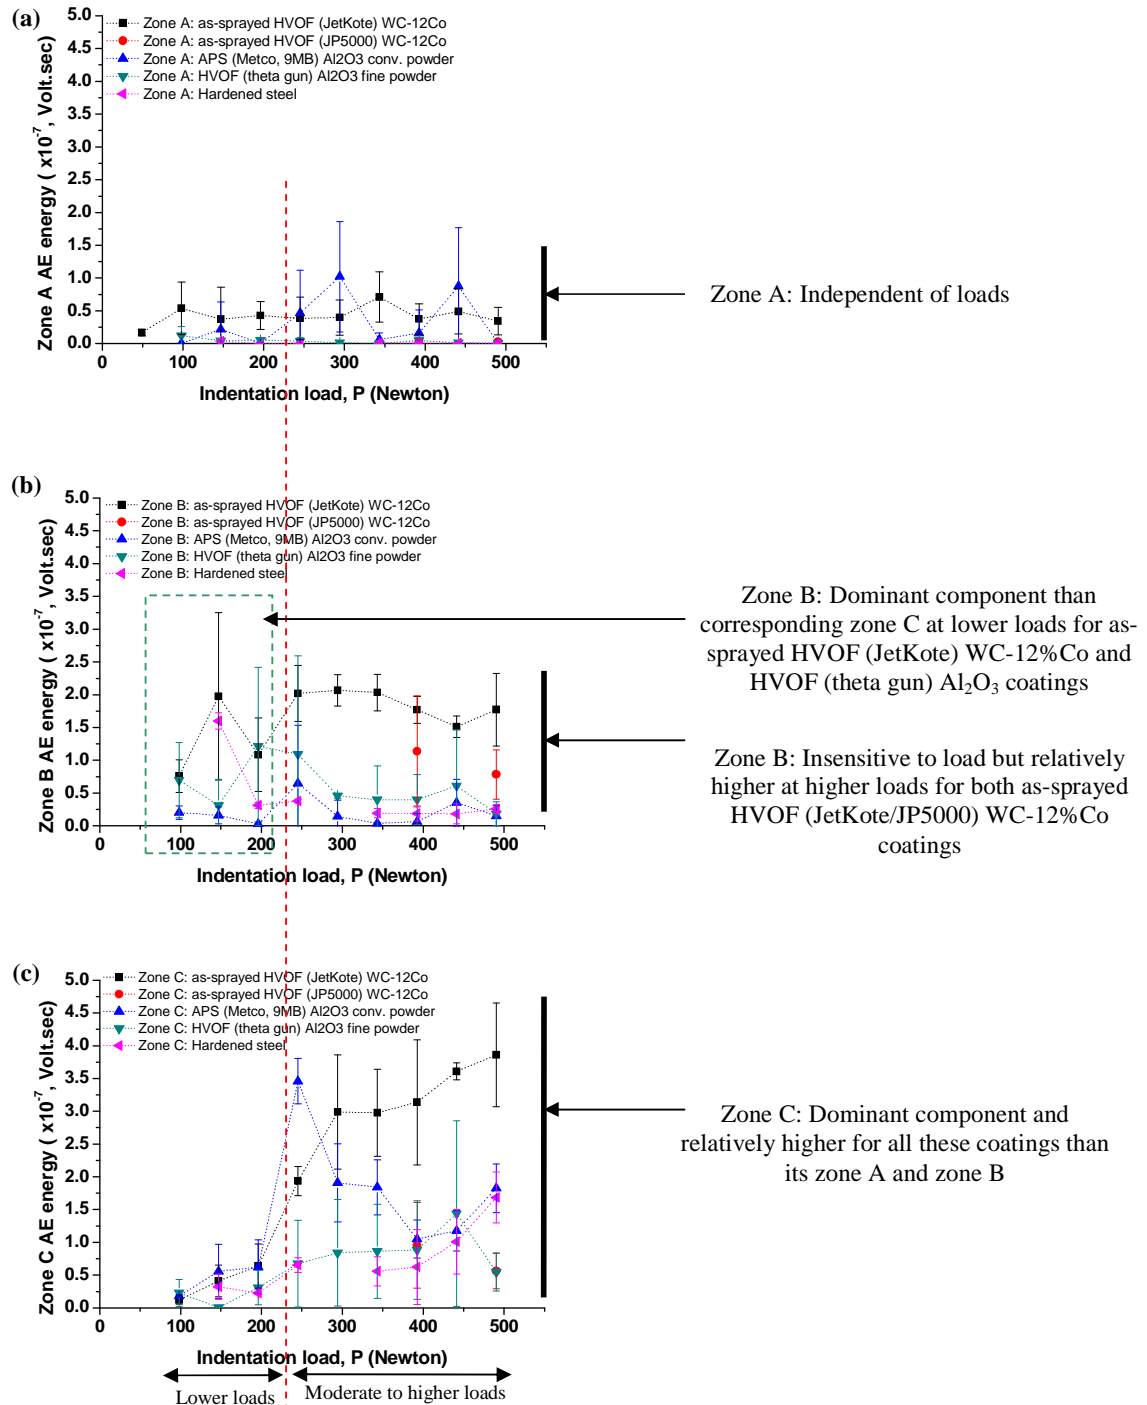 (a)
Zone A: as-sprayed HVOF (JetKote) WC-12Co
Zone A: as-sprayed HVOF (JP5000) WC-12Co
Zone A: APS (Metco, 9MB) Al2O3 conv. powder
Zone A: HVOF (theta gun) Al2O3 fine powder
Zone A: Hardened steel
5.0
4.5
4.0
3.5
3.0
2.5
2.0
1.5
1.0
0.5
0.0
Zone A AE energy ( x10⁻⁷, Volt.sec)
0 100 200 300 400 500
Indentation load, P (Newton)
Zone A: Independent of loads
(b)
Zone B: as-sprayed HVOF (JetKote) WC-12Co
Zone B: as-sprayed HVOF (JP5000) WC-12Co
Zone B: APS (Metco, 9MB) Al2O3 conv. powder
Zone B: HVOF (theta gun) Al2O3 fine powder
Zone B: Hardened steel
5.0
4.5
4.0
3.5
3.0
2.5
2.0
1.5
1.0
0.5
0.0
Zone B AE energy ( x10⁻⁷, Volt.sec)
0 100 200 300 400 500
Indentation load, P (Newton)
Zone B: Dominant component than
corresponding zone C at lower loads for as-
sprayed HVOF (JetKote) WC-12%Co and
HVOF (theta gun) Al₂O₃ coatings
Zone B: Insensitive to load but relatively
higher at higher loads for both as-sprayed
HVOF (JetKote/JP5000) WC-12%Co
coatings
(c)
Zone C: as-sprayed HVOF (JetKote) WC-12Co
Zone C: as-sprayed HVOF (JP5000) WC-12Co
Zone C: APS (Metco, 9MB) Al2O3 conv. powder
Zone C: HVOF (theta gun) Al2O3 fine powder
Zone C: Hardened steel
5.0
4.5
4.0
3.5
3.0
2.5
2.0
1.5
1.0
0.5
0.0
Zone C AE energy ( x10⁻⁷, Volt.sec)
0 100 200 300 400 500
Indentation load, P (Newton)
Zone C: Dominant component and
relatively higher for all these coatings than
its zone A and zone B
Lower loads
Moderate to higher loads